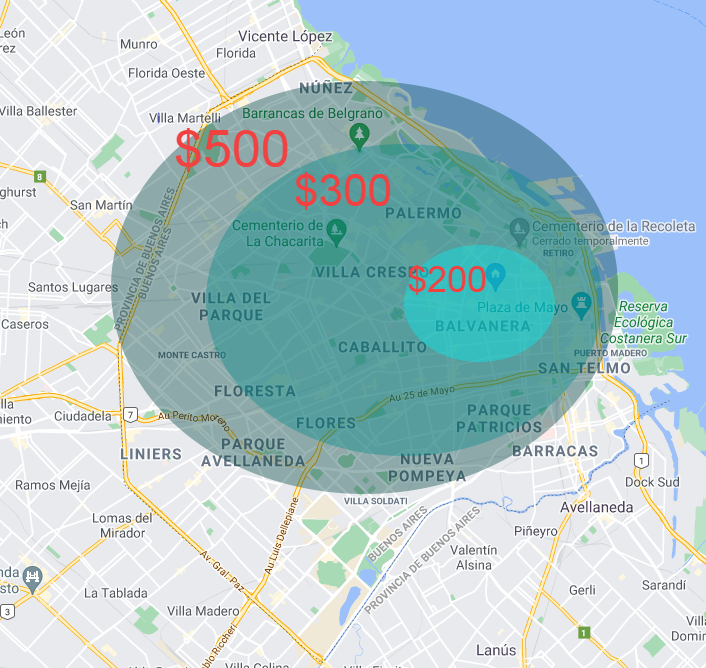 León
Munro
Vicente López
Florida
Florida Oeste
NÚÑEZ
Villa Ballester
Villa Martelli
Barrancas de Belgrano
$500
8
ghurst
San Martín
$300
PALERMO
Cementerio de
La Chacarita
Cementerio de la Recoleta
Cerrado temporalmente
RETIRO
PROVINCIA DE BUENOS AIRES
BUENOS AIRES
VILLA CRESPO
$200
Santos Lugares
VILLA DEL
PARQUE
Plaza de Mayo
Reserva
Ecológica
Costanera Sur
Caseros
BALVANERA
MONTE CASTRO
CABALLITO
PUERTO MADERO
SAN TELMO
FLORESTA
Au 25 de Mayo
Ciudadela
7
Au Perito Moreno
FLORES
PARQUE
PATRICIOS
LINIERS
PARQUE
AVELLANEDA
NUEVA
POMPEYA
BARRACAS
1
Ramos Mejía
Dock Sud
VILLA SOLDATI
Avellaneda
Lomas del
Mirador
Au Luis Dellepiane
BUENOS AIRES
PROVINCIA DE BUENOS AIRES
Piñeyro
Valentín
Alsina
Av. Gral. Paz
La Tablada
Gerli
Sarandí
3
Villa Madero
1
Lanús